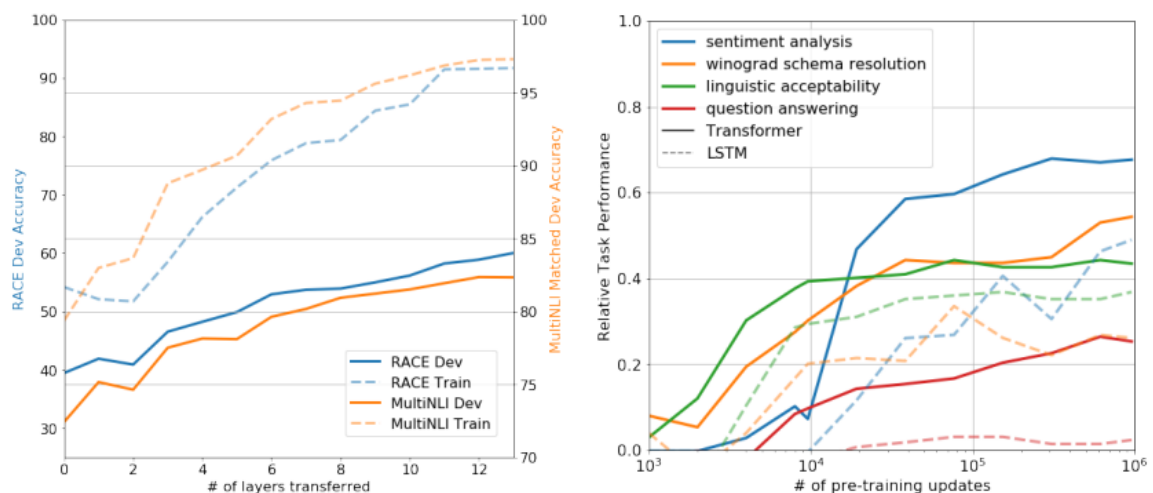 100
90
80
70
60
50
40
30
RACE Dev Accuracy
0
2
4
6
8
10
12
# of layers transferred
100
95
90
85
80
75
70
MultiNLI Matched Dev Accuracy
RACE Dev
RACE Train
MultiNLI Dev
MultiNLI Train
1.0
0.8
0.6
0.4
0.2
0.0
Relative Task Performance
sentiment analysis
winograd schema resolution
linguistic acceptability
question answering
Transformer
LSTM
10³
10⁴
10⁵
10⁶
# of pre-training updates